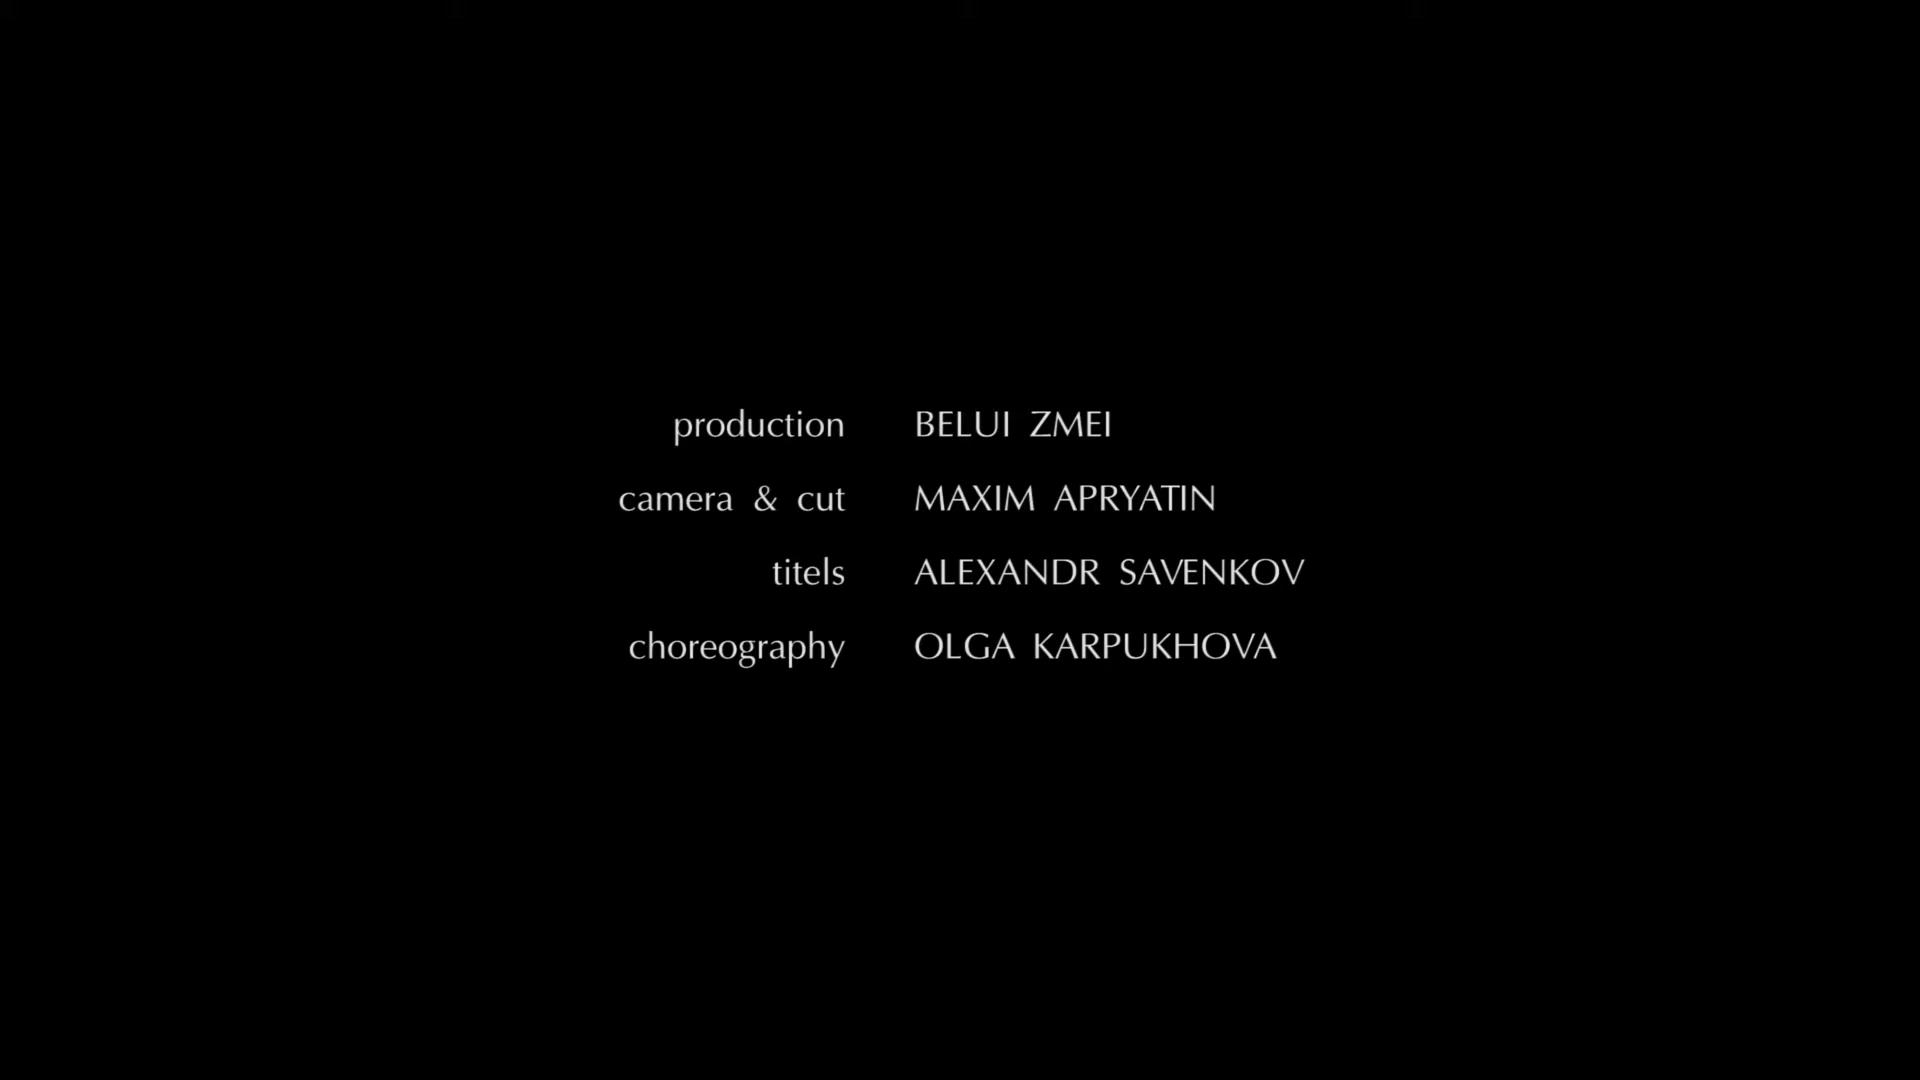 production BELUI ZMEI
camera & cut MAXIM APRYATIN
titels ALEXANDR SAVENKOV
choreography OLGA KARPUKHOVA